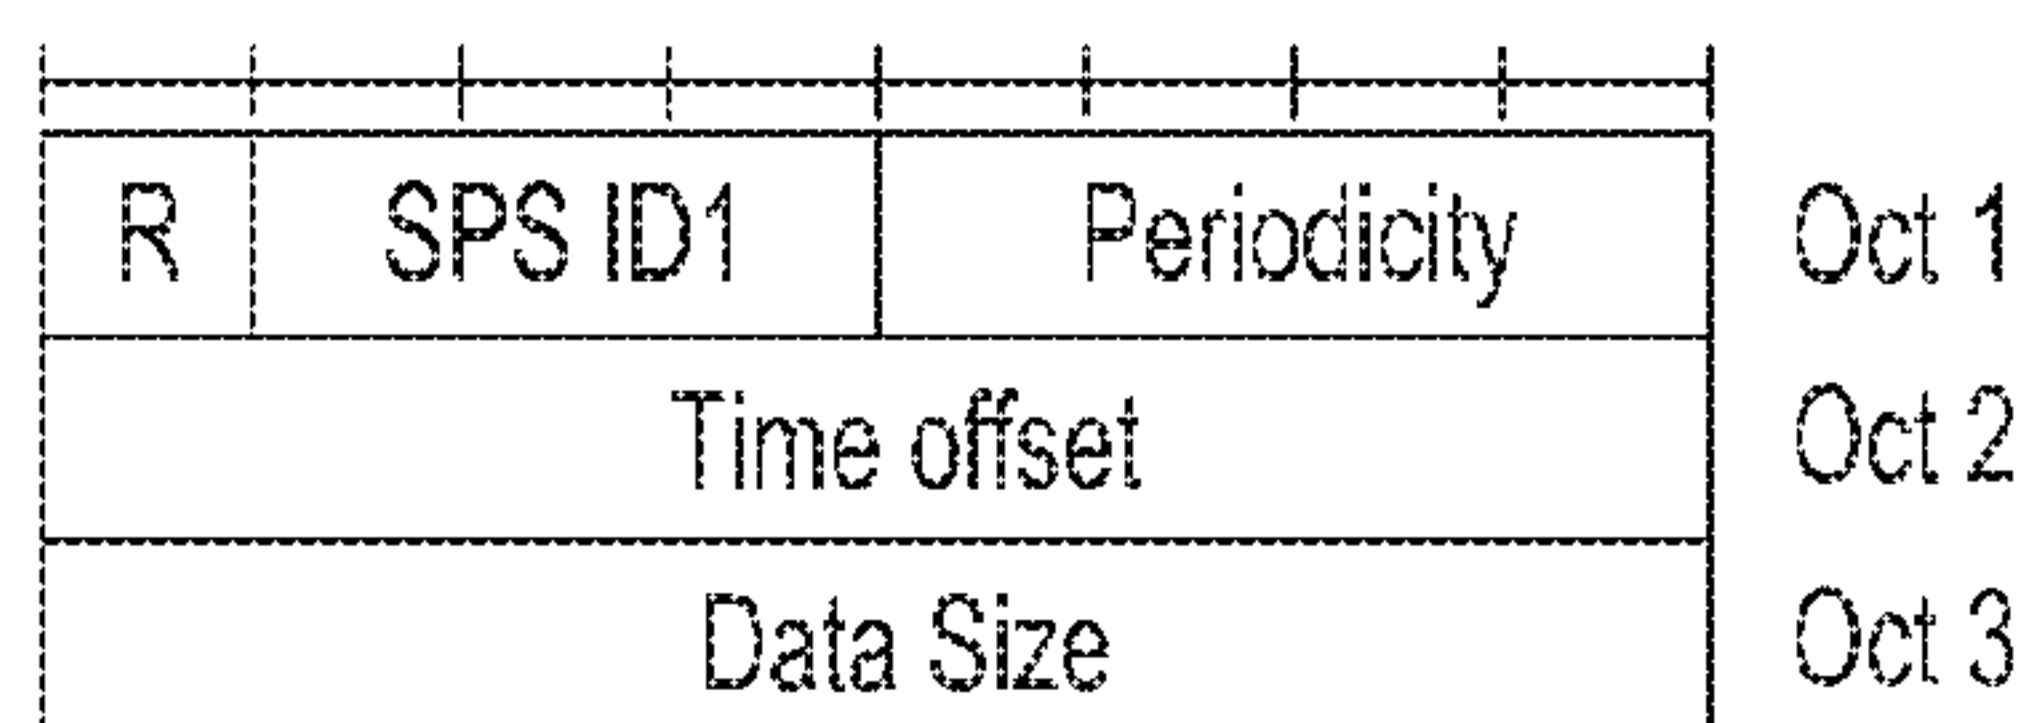 R SPS ID1 Periodicity Oct 1
Time offset Oct 2
Data Size Oct 3